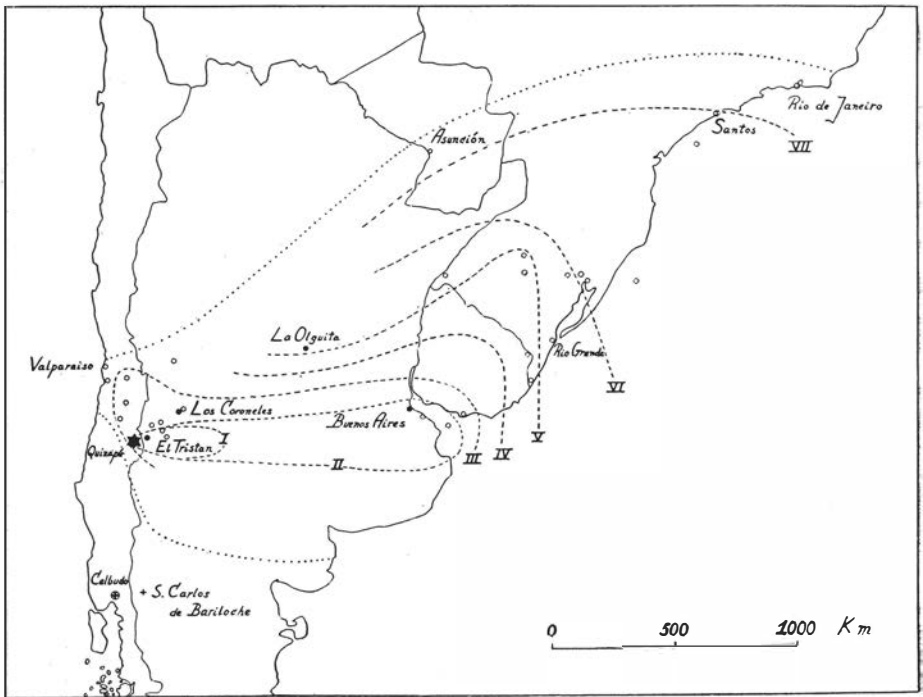 Rio de Janeiro
Santos
VII
Asunción
La Olguita
Rio Grande
Valparaiso
VI
Los Coroneles
Buenos Aires
V
I
IV
El Tristan
III
Quizapú
II
Calbudo
+ S. Carlos
de Bariloche
0 500 1000 Km